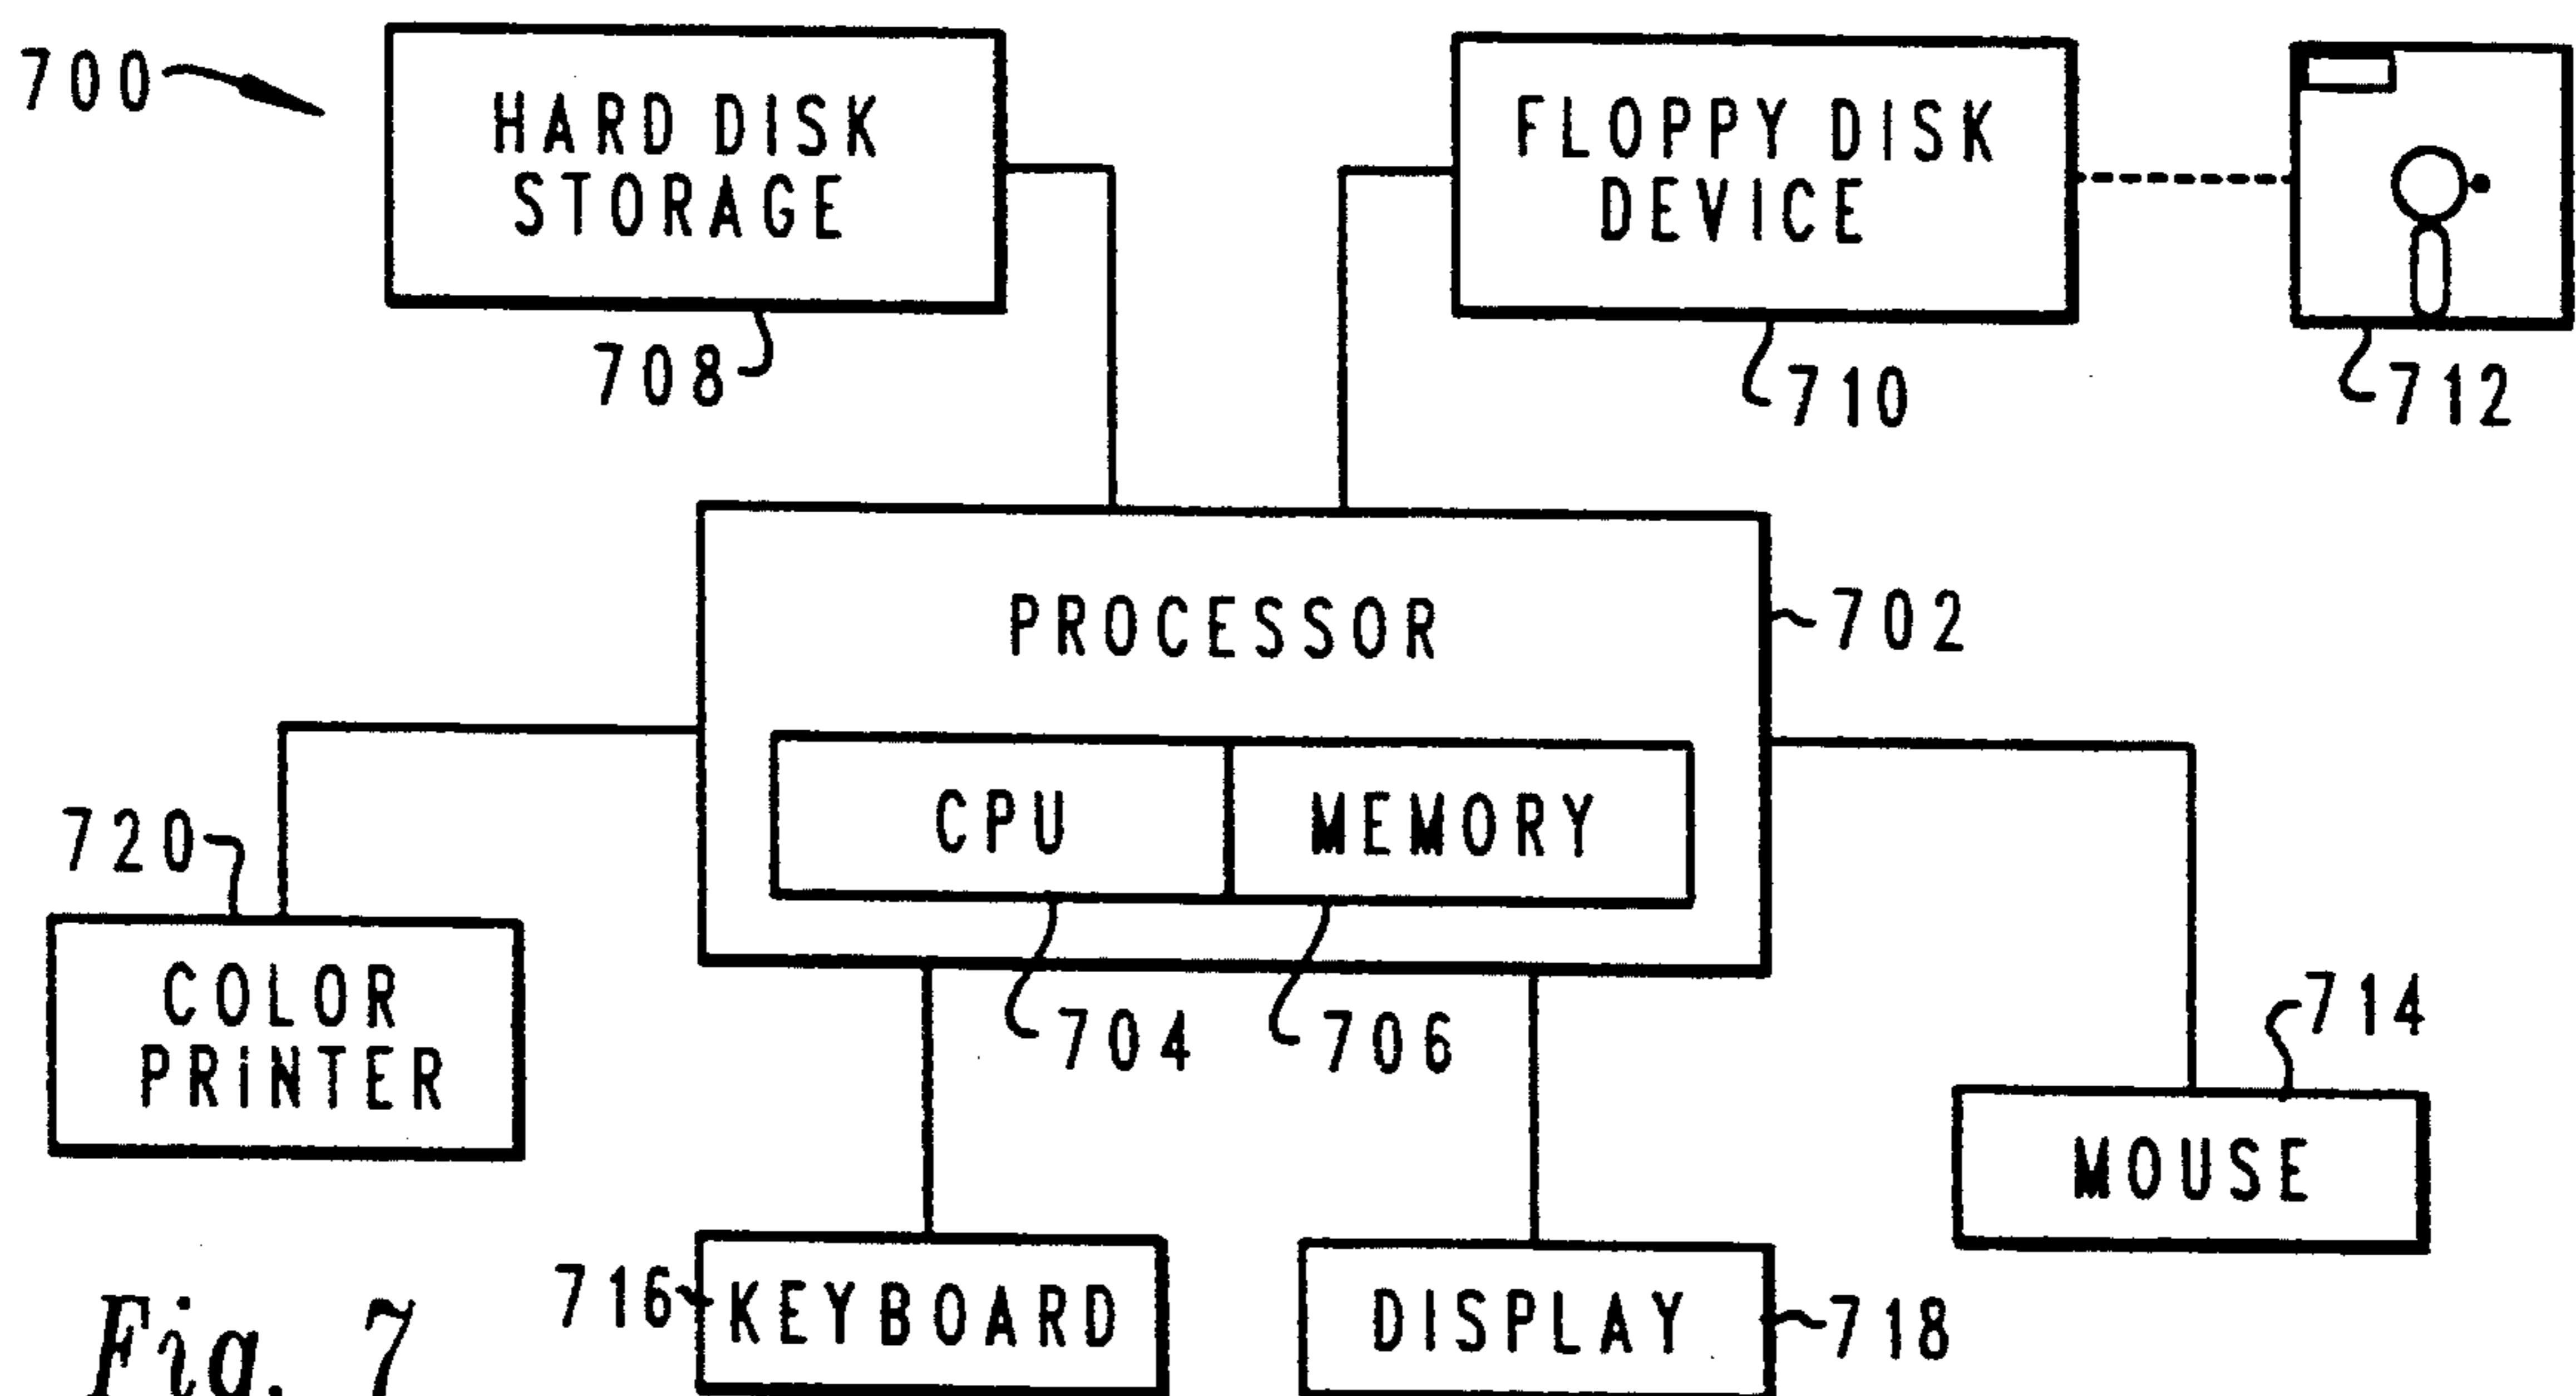 700
HARD DISK
STORAGE
708
FLOPPY DISK
DEVICE
710
712
PROCESSOR
702
CPU
MEMORY
704
706
720
COLOR
PRiNTER
714
MOUSE
716
KEYBOARD
DISPLAY
718
Fig. 7